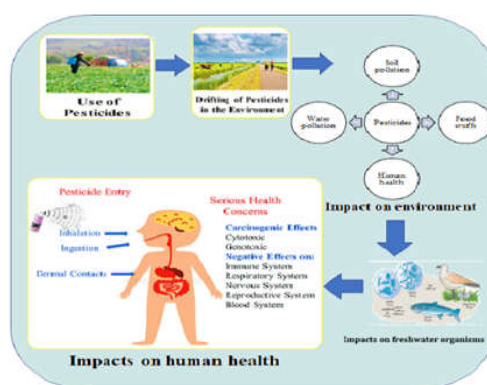 Use of
Pesticides
Drifting of Pesticides
in the Environment
Soil
pollution
Water
pollution
Pesticides
Food
stuffs
Human
health
Impact on environment
Pesticide Entry
Inhalation
Ingestion
Dermal Contacts
Serious Health
Concerns
Carcinogenic Effects
Cytotoxic
Genotoxic
Negative Effects on:
Immune System
Respiratory System
Nervous System
Reproductive System
Blood System
Impacts on human health
Impacts on freshwater organisms